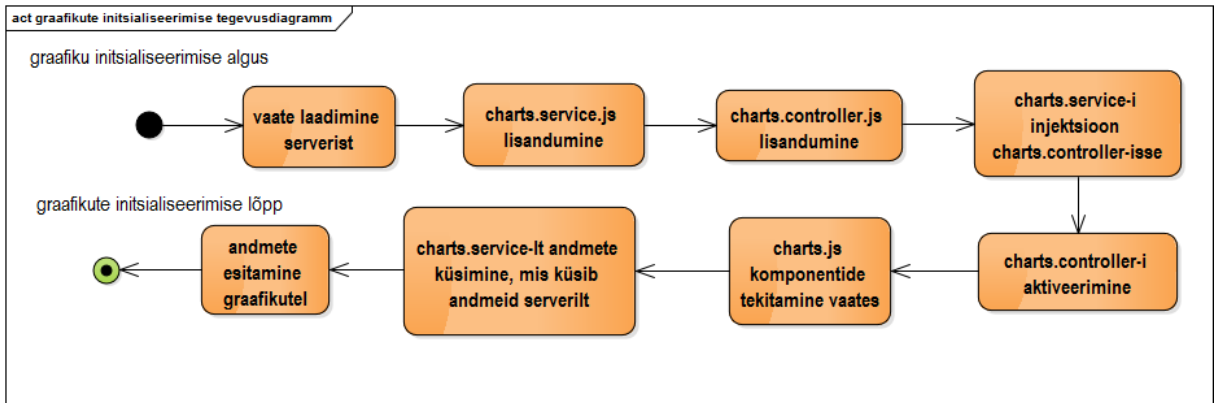 act graafikute initsialiseerimise tegevusdiagramm
graafiku initsialiseerimise algus
vaate laadimine
serverist
charts.service.js
lisandumine
charts.controller.js
lisandumine
charts.service-i
injektsioon
charts.controller-isse
charts.controller-i
aktiveerimine
charts.js
komponentide
tekitamine vaates
charts.service-lt andmete
küsimine, mis küsib
andmeid serverilt
andmete
esitamine
graafikutel
graafikute initsialiseerimise lõpp